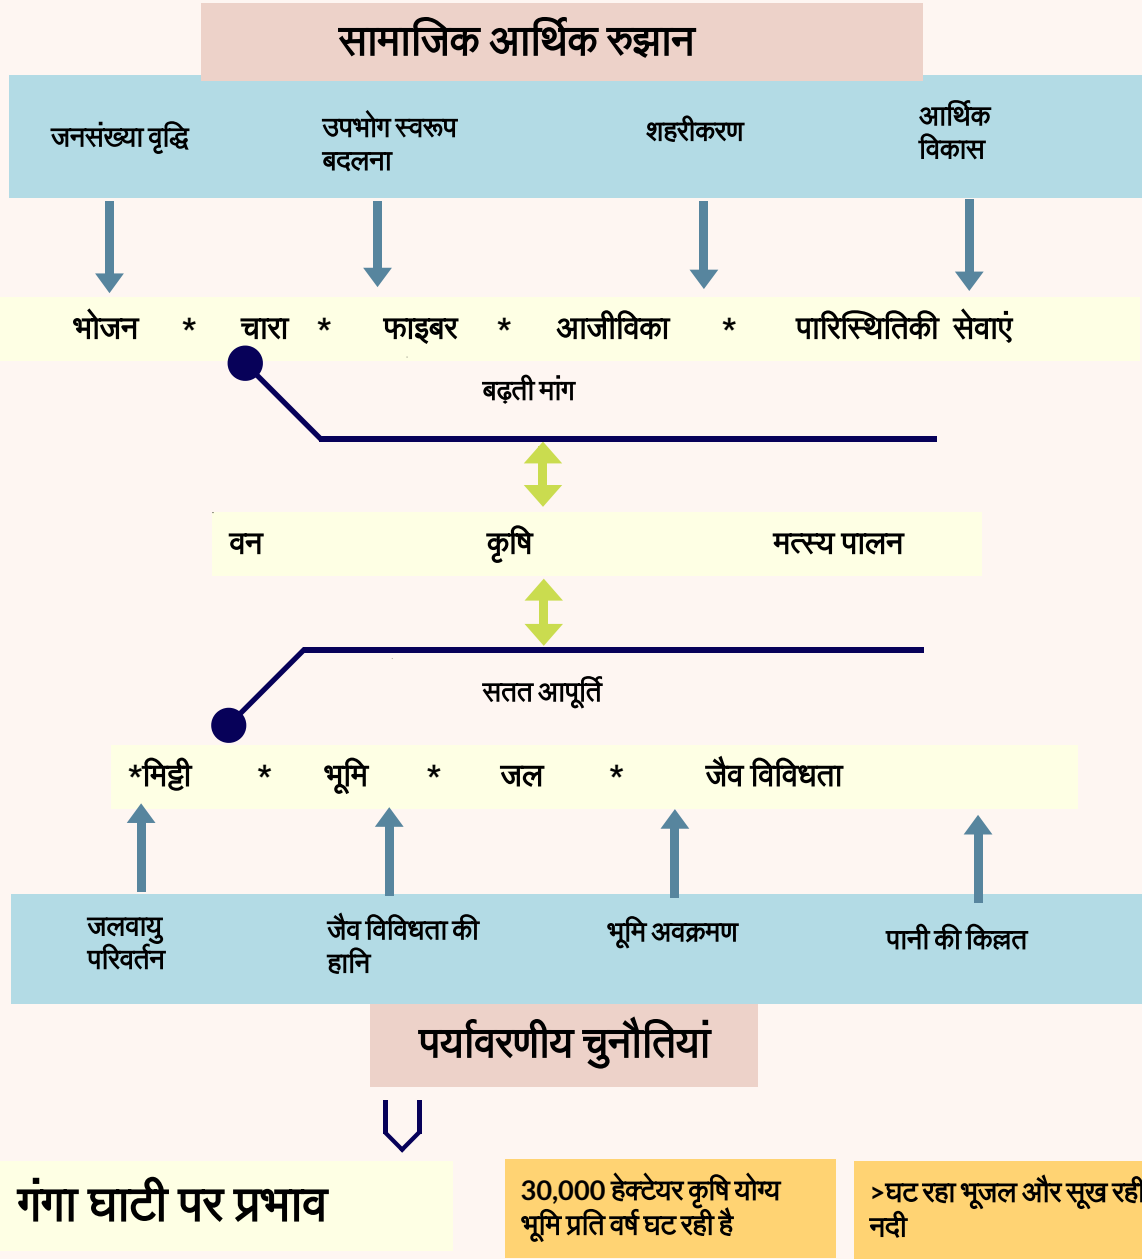 सामाजिक आर्थिक रुझान
जनसंख्या वृद्धि
उपभोग स्वरूप
बदलना
शहरीकरण
आर्थिक
विकास
भोजन * चारा * फाइबर * आजीविका * पारिस्थितिकी सेवाएं
बढ़ती मांग
वन कृषि मत्स्य पालन
सतत आपूर्ति
*मिट्टी * भूमि * जल * जैव विविधता
जलवायु
परिवर्तन
जैव विविधता की
हानि
भूमि अवक्रमण
पानी की किल्लत
पर्यावरणीय चुनौतियां
गंगा घाटी पर प्रभाव
30,000 हेक्टेयर कृषि योग्य
भूमि प्रति वर्ष घट रही है
>घट रहा भूजल और सूख रही
नदी